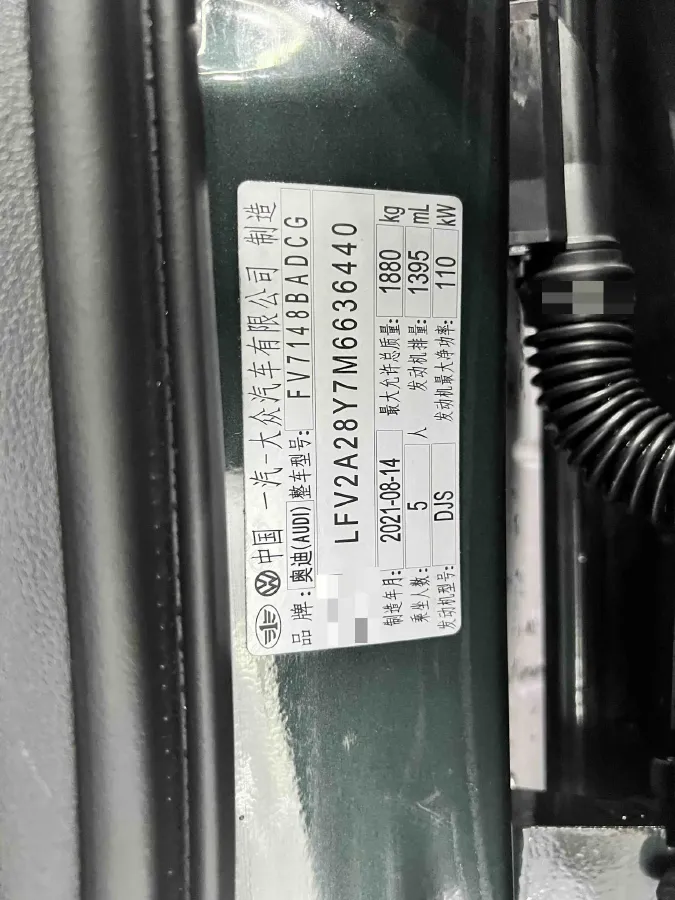 中国 一汽-大众汽车有限公司 制造
品 牌: 奥迪(AUDI) 整车型号: FV7148BADCG
LFV2A28Y7M6636440
制造年月: 2021-08-14 最大允许总质量: 1880 kg
乘坐人数: 5 人 发动机排量: 1395 mL
发动机型号: DJS 发动机最大净功率: 110 kW